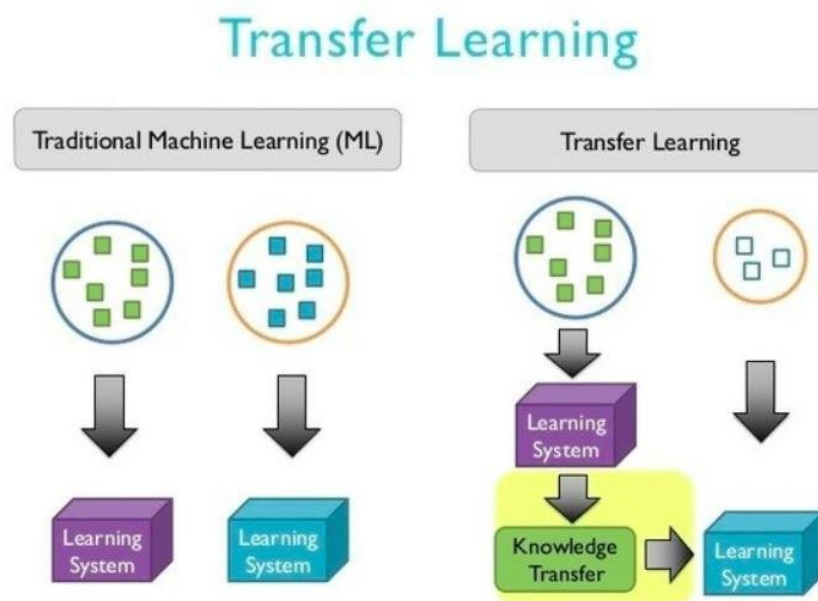 Transfer Learning
Traditional Machine Learning (ML)
Transfer Learning
Learning
System
Learning
System
Learning
System
Knowledge
Transfer
Learning
System